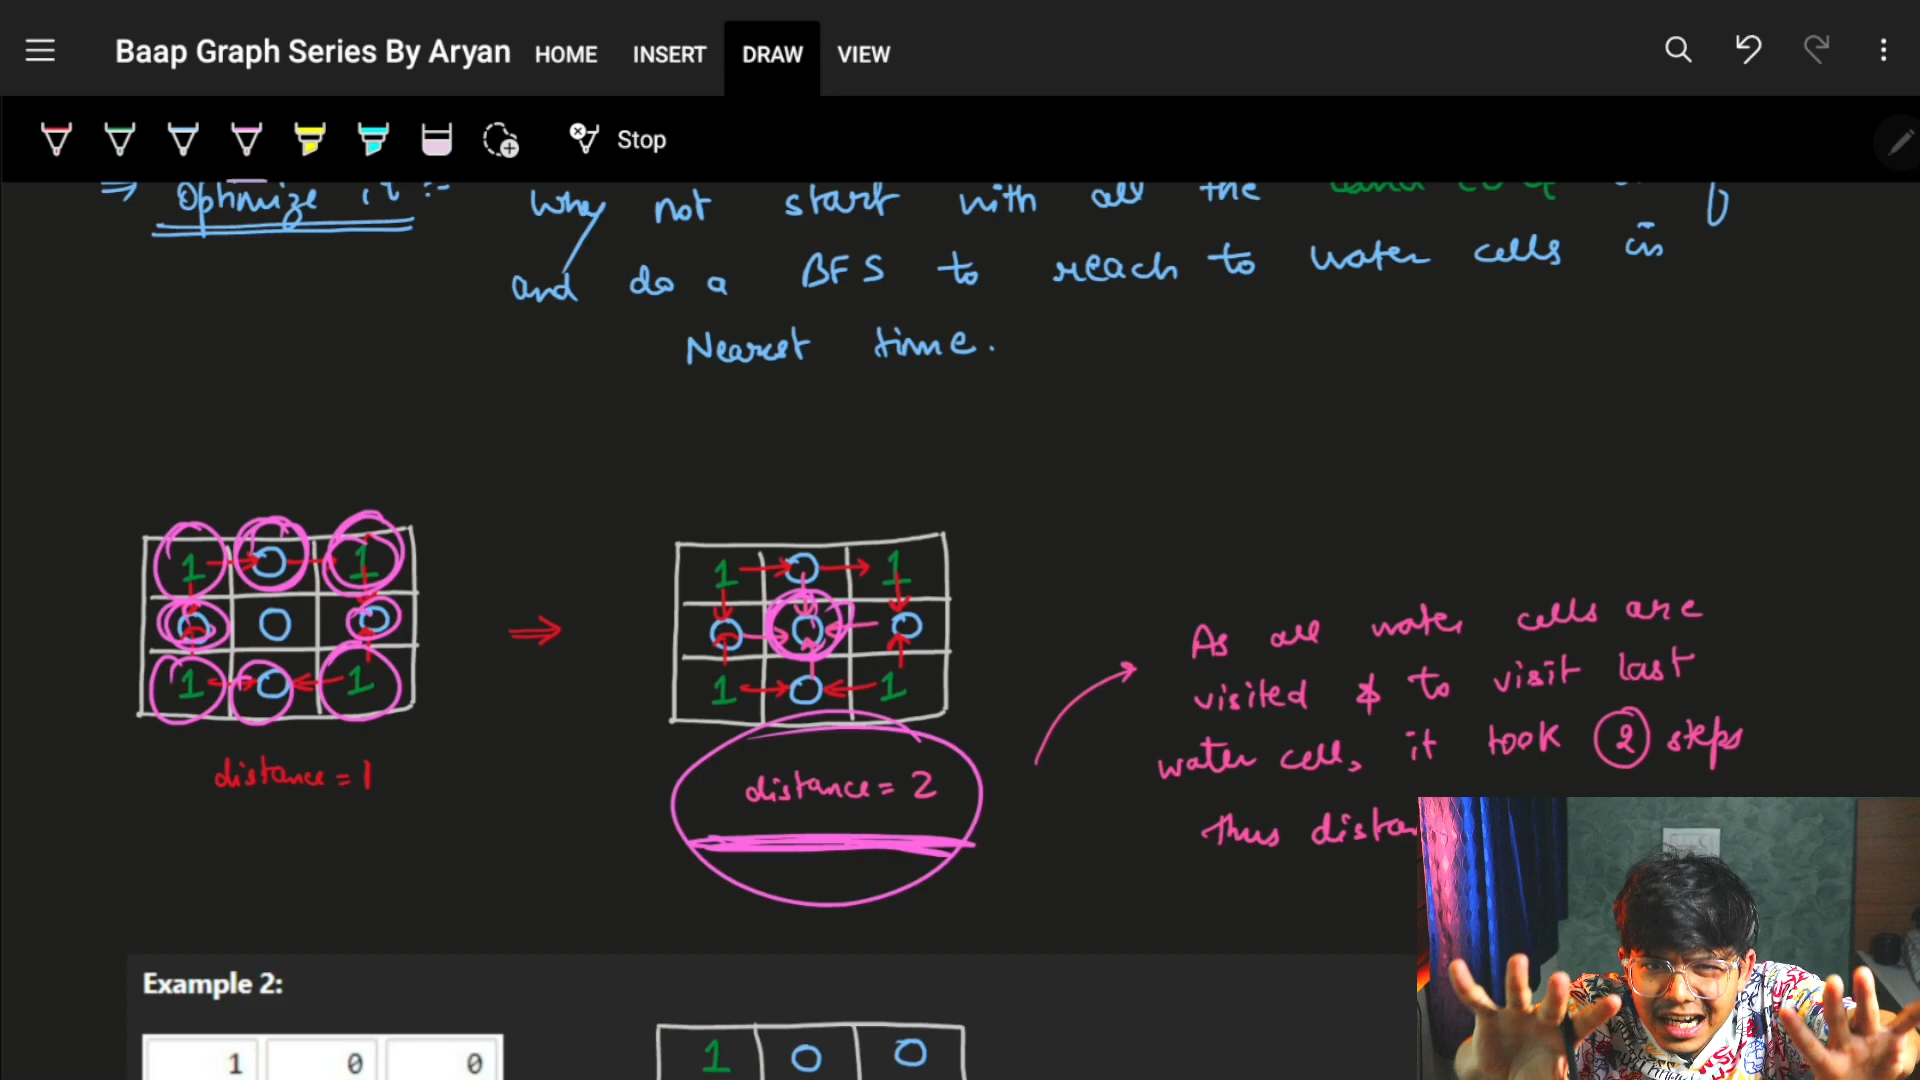 Baap Graph Series By Aryan HOME INSERT DRAW VIEW
Stop
⇒ Optimize it :- Why not start with all the
and do a BFS to reach to water cells in
Nearest time.
1 0 1
0 0 0
1 0 1
distance = 1
⇒
1 0 1
0 0 0
1 0 1
distance = 2
As all water cells are
visited & to visit last
water cell, it took 2 steps
Thus
Example 2:
1 0 0
1 0 0